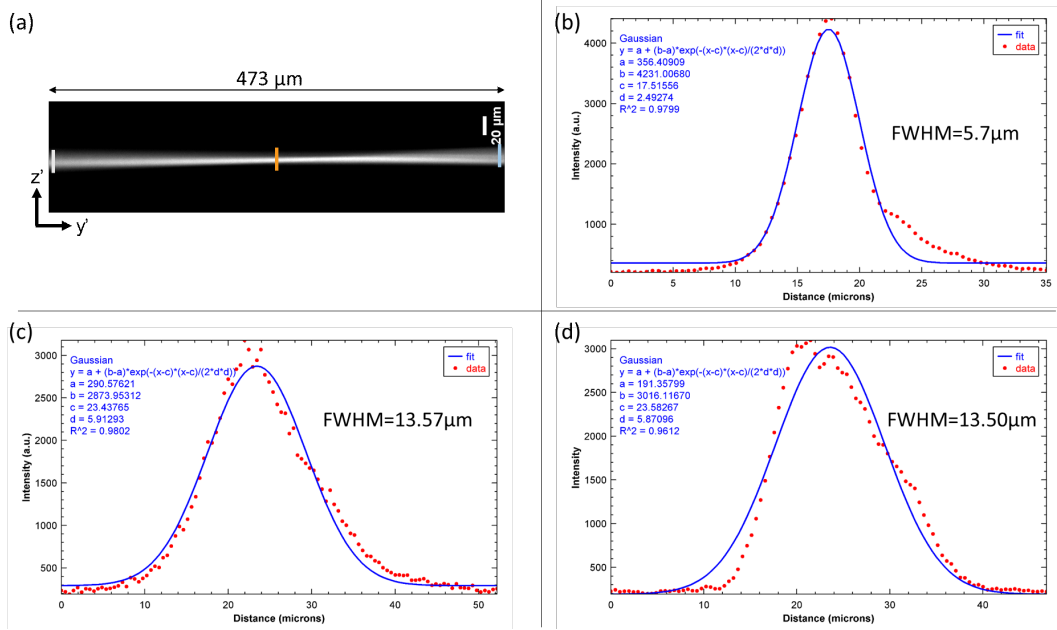 (a)
473 μm
20 μm
z'
y'
(b)
Gaussian
y = a + (b-a)*exp(-(x-c)*(x-c)/(2*d*d))
a = 356.40909
b = 4231.00680
c = 17.51556
d = 2.49274
R^2 = 0.9799
fit
data
FWHM=5.7μm
Intensity (a.u.)
4000
3000
2000
1000
0 5 10 15 20 25 30 35
Distance (microns)
(c)
Gaussian
y = a + (b-a)*exp(-(x-c)*(x-c)/(2*d*d))
a = 290.57621
b = 2873.95312
c = 23.43765
d = 5.91293
R^2 = 0.9802
fit
data
FWHM=13.57μm
Intensity (a.u.)
3000
2500
2000
1500
1000
500
0 10 20 30 40 50
Distance (microns)
(d)
Gaussian
y = a + (b-a)*exp(-(x-c)*(x-c)/(2*d*d))
a = 191.35799
b = 3016.11670
c = 23.58267
d = 5.87096
R^2 = 0.9612
fit
data
FWHM=13.50μm
Intensity
3000
2500
2000
1500
1000
500
0 20 40
Distance (microns)